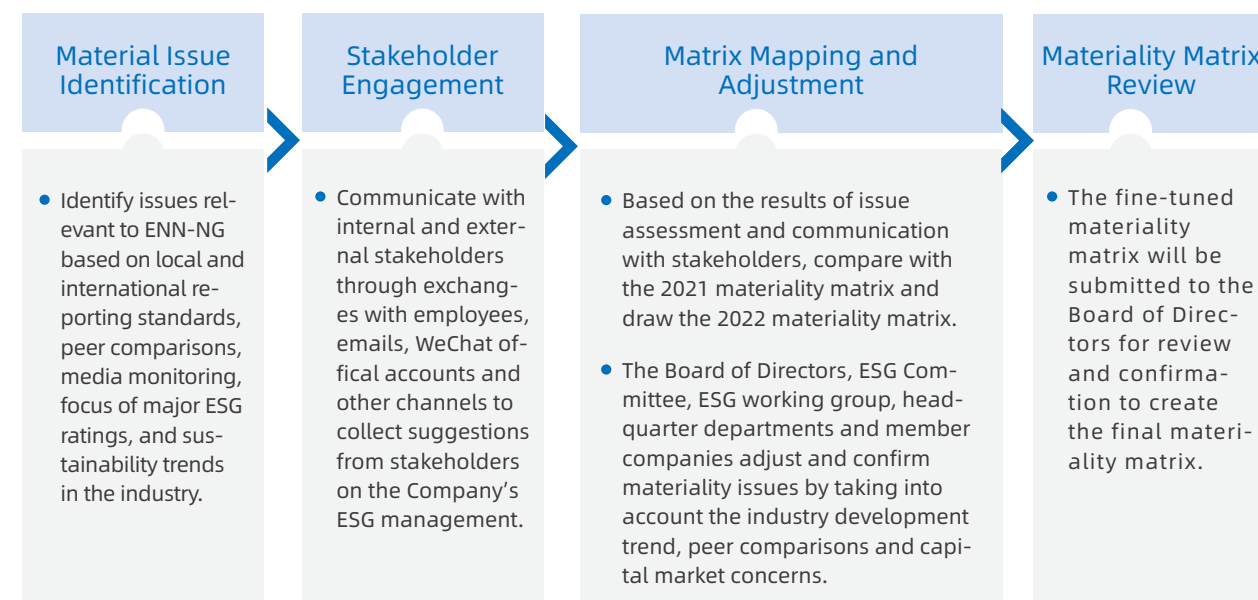 Material Issue
Identification
Identify issues rel-
evant to ENN-NG
based on local and
international re-
porting standards,
peer comparisons,
media monitoring,
focus of major ESG
ratings, and sus-
tainability trends
in the industry.
Stakeholder
Engagement
Communicate with
internal and exter-
nal stakeholders
through exchang-
es with employees,
emails, WeChat of-
fical accounts and
other channels to
collect suggestions
from stakeholders
on the Company’s
ESG management.
Matrix Mapping and
Adjustment
Based on the results of issue
assessment and communication
with stakeholders, compare with
the 2021 materiality matrix and
draw the 2022 materiality matrix.
The Board of Directors, ESG Com-
mittee, ESG working group, head-
quarter departments and member
companies adjust and confirm
materiality issues by taking into
account the industry development
trend, peer comparisons and capi-
tal market concerns.
Materiality Matrix
Review
The fine-tuned
materiality
matrix will be
submitted to the
Board of Direc-
tors for review
and confirma-
tion to create
the final materi-
ality matrix.